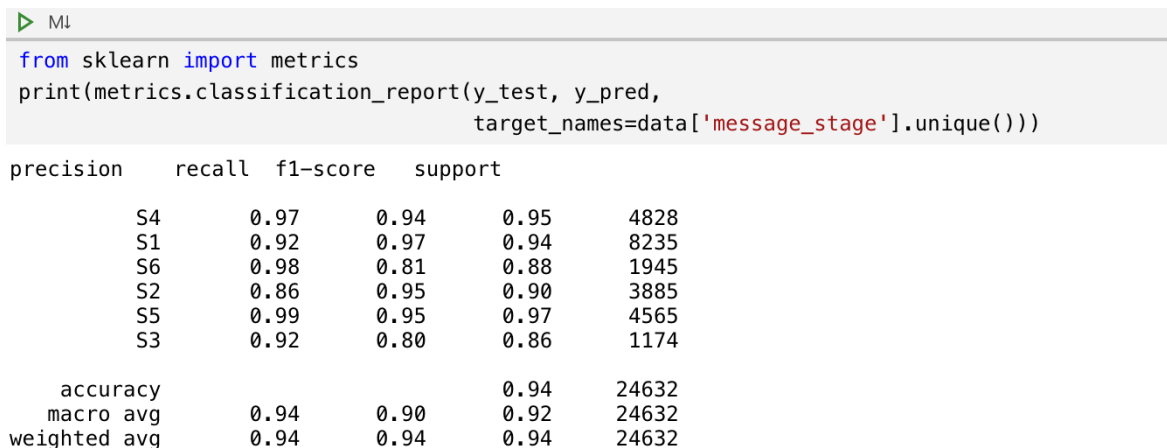 M↓
from sklearn import metrics
print(metrics.classification_report(y_test, y_pred,
target_names=data['message_stage'].unique()))
precision recall f1-score support
S4 0.97 0.94 0.95 4828
S1 0.92 0.97 0.94 8235
S6 0.98 0.81 0.88 1945
S2 0.86 0.95 0.90 3885
S5 0.99 0.95 0.97 4565
S3 0.92 0.80 0.86 1174
accuracy 0.94 24632
macro avg 0.94 0.90 0.92 24632
weighted avg 0.94 0.94 0.94 24632